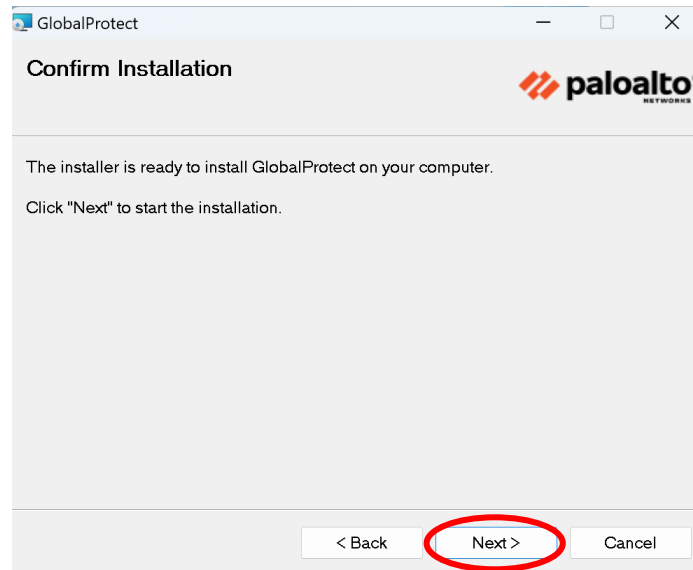 GlobalProtect
Confirm Installation
paloalto
NETWORKS
The installer is ready to install GlobalProtect on your computer.
Click "Next" to start the installation.
< Back
Next >
Cancel